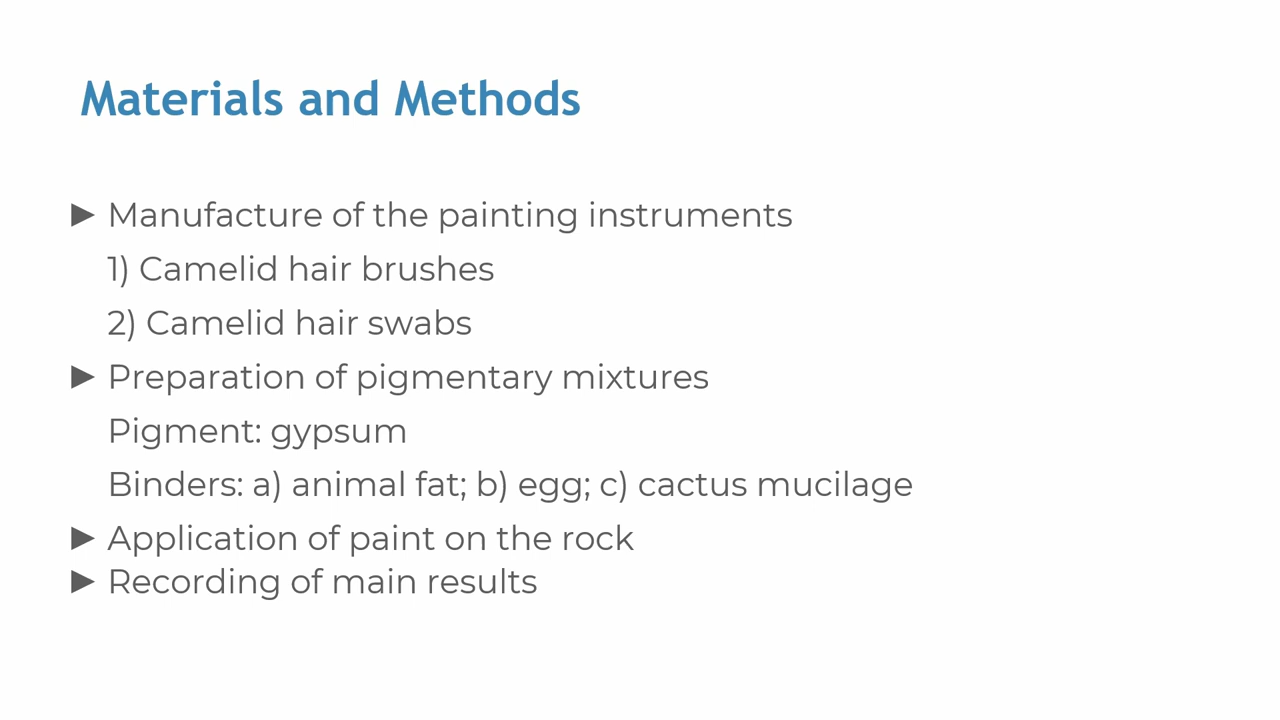 Materials and Methods
► Manufacture of the painting instruments
1) Camelid hair brushes
2) Camelid hair swabs
► Preparation of pigmentary mixtures
Pigment: gypsum
Binders: a) animal fat; b) egg; c) cactus mucilage
► Application of paint on the rock
► Recording of main results